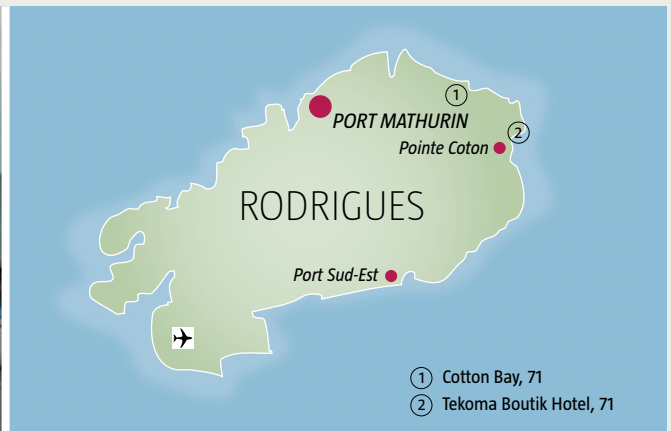 ①
PORT MATHURIN
②
Pointe Coton
RODRIGUES
Port Sud-Est
① Cotton Bay, 71
② Tekoma Boutik Hotel, 71